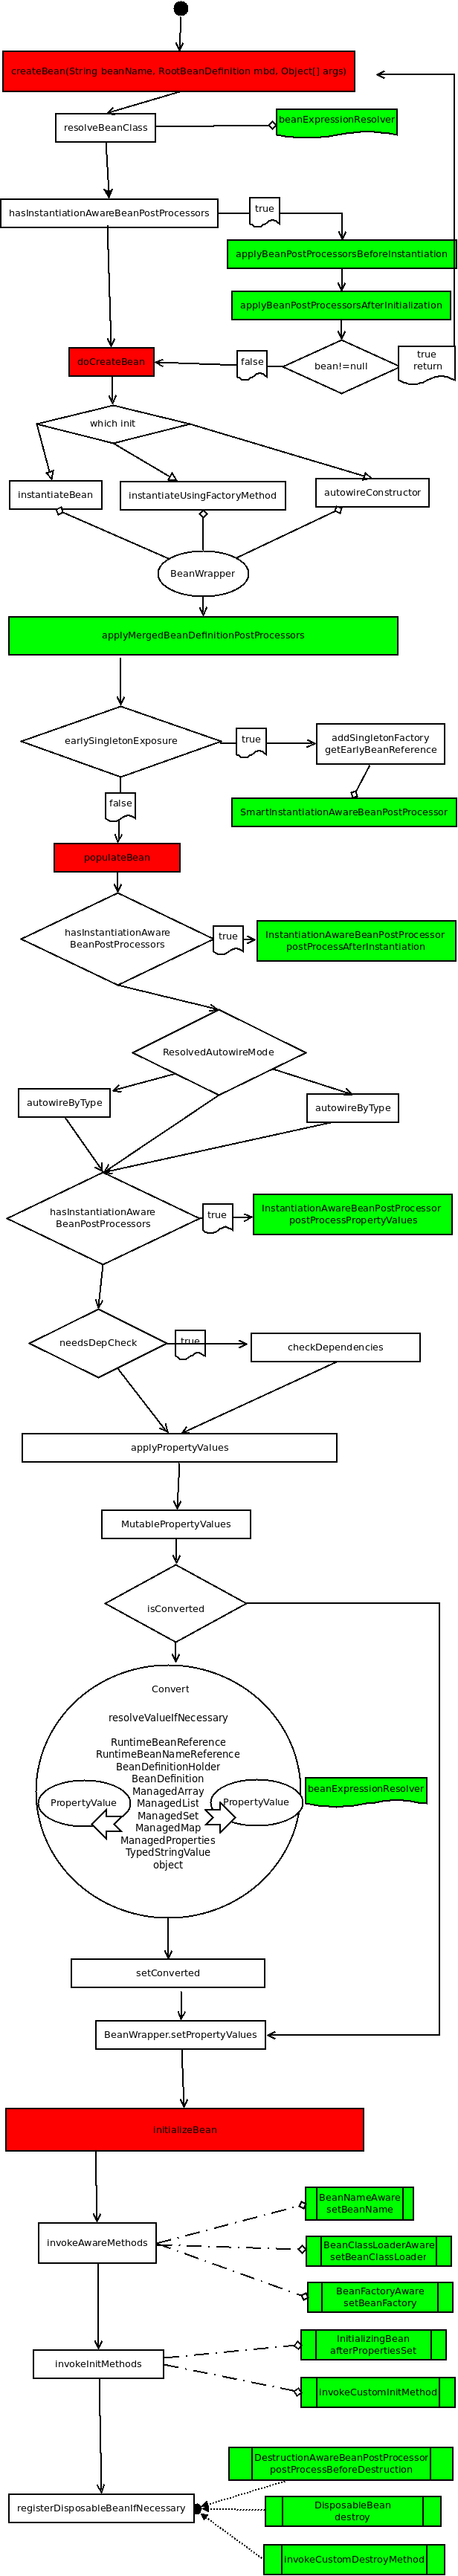 createBean(String beanName, RootBeanDefinition mbd, Object[] args)
resolveBeanClass
beanExpressionResolver
hasInstantiationAwareBeanPostProcessors
true
applyBeanPostProcessorsBeforeInstantiation
applyBeanPostProcessorsAfterInitialization
doCreateBean
false
bean!=null
true
return
which init
instantiateBean
instantiateUsingFactoryMethod
autowireConstructor
BeanWrapper
applyMergedBeanDefinitionPostProcessors
earlySingletonExposure
true
addSingletonFactory
getEarlyBeanReference
false
SmartInstantiationAwareBeanPostProcessor
populateBean
hasInstantiationAware
BeanPostProcessors
true
InstantiationAwareBeanPostProcessor
postProcessAfterInstantiation
ResolvedAutowireMode
autowireByType
autowireByType
hasInstantiationAware
BeanPostProcessors
true
InstantiationAwareBeanPostProcessor
postProcessPropertyValues
needsDepCheck
true
checkDependencies
applyPropertyValues
MutablePropertyValues
isConverted
Convert
resolveValueIfNecessary
RuntimeBeanReference
RuntimeBeanNameReference
BeanDefinitionHolder
BeanDefinition
ManagedArray
ManagedList
ManagedSet
ManagedMap
ManagedProperties
TypedStringValue
object
PropertyValue
PropertyValue
beanExpressionResolver
setConverted
BeanWrapper.setPropertyValues
initializeBean
invokeAwareMethods
BeanNameAware
setBeanName
BeanClassLoaderAware
setBeanClassLoader
BeanFactoryAware
setBeanFactory
invokeInitMethods
InitializingBean
afterPropertiesSet
invokeCustomInitMethod
registerDisposableBeanIfNecessary
DestructionAwareBeanPostProcessor
postProcessBeforeDestruction
DisposableBean
destroy
InvokeCustomDestroyMethod